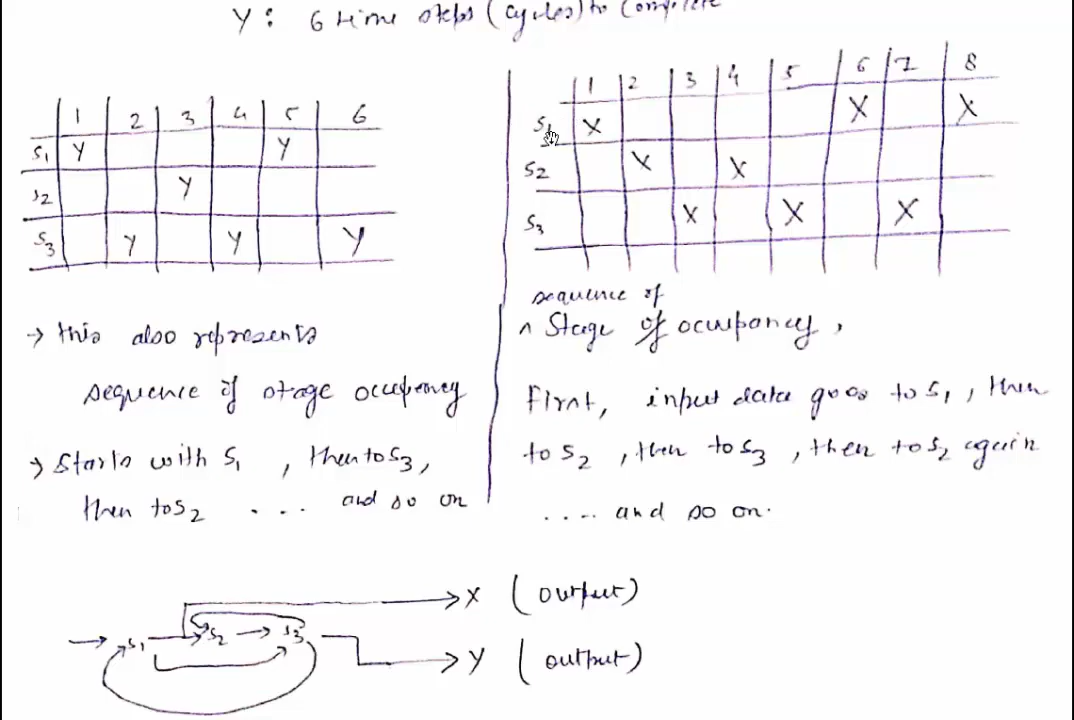 Y: 6 time steps (cycles) to complete
1 2 3 4 5 6
S1 Y Y
S2 Y
S3 Y Y Y
→ this also represents
sequence of stage occupancy
→ Starts with S1, then to S3,
then to S2 .... and so on
1 2 3 4 5 6 7 8
S1 X X X
S2 X X
S3 X X X
sequence of
^ Stage of ocupancy,
First, input data goes to S1, then
to S2, then to S3, then to S2 again
.... and so on.
X (output)
→ S1 → S2 → S3
Y (output)